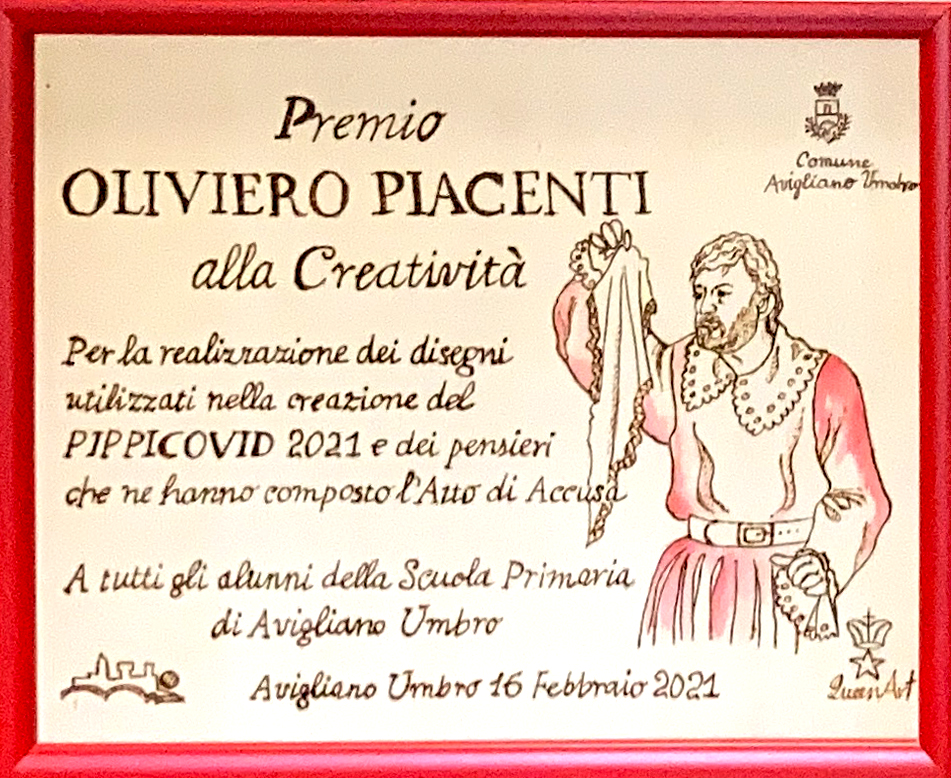 Premio
OLIVIERO PIACENTI
alla Creatività
Comune
Avigliano Umbro
Per la realizzazione dei disegni
utilizzati nella creazione del
PIPPICOVID 2021 e dei pensieri
che ne hanno composto l'Atto di Accusa
A tutti gli alunni della Scuola Primaria
di Avigliano Umbro
Avigliano Umbro 16 Febbraio 2021
QueenArt